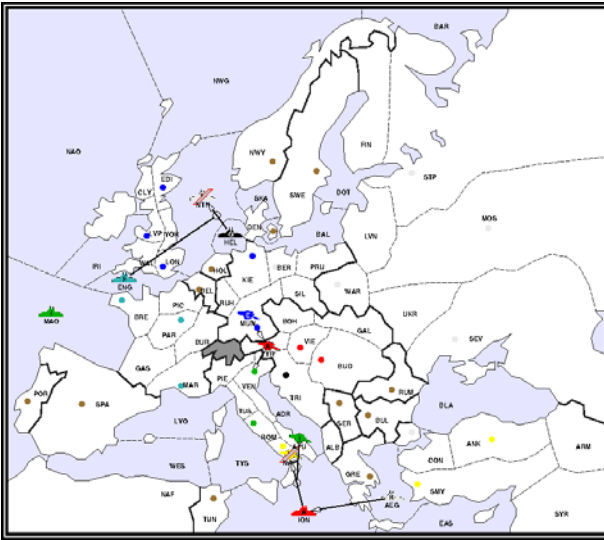 BAR
NWG
NAO
FIN
NWY
STP
SWE
BOT
CLY
EDI
NTH
SKA
MOS
DEN
LVN
YOR
BAL
HEL
IRI
WAL
LON
HOL
BER
PRU
KIE
WAR
ENG
BEL
SIL
RUH
UKR
PIC
BRE
MUN
BOH
GAL
MAO
PAR
BUR
VIE
SEV
GAS
BUD
MAR
PIE
VEN
TRI
RUM
POR
SPA
TUS
ADR
SER
BLA
LYO
ROM
BUL
ALB
ANK
CON
ARM
WES
TYS
GRE
SMY
NAF
ION
AEG
TUN
EAS
SYR